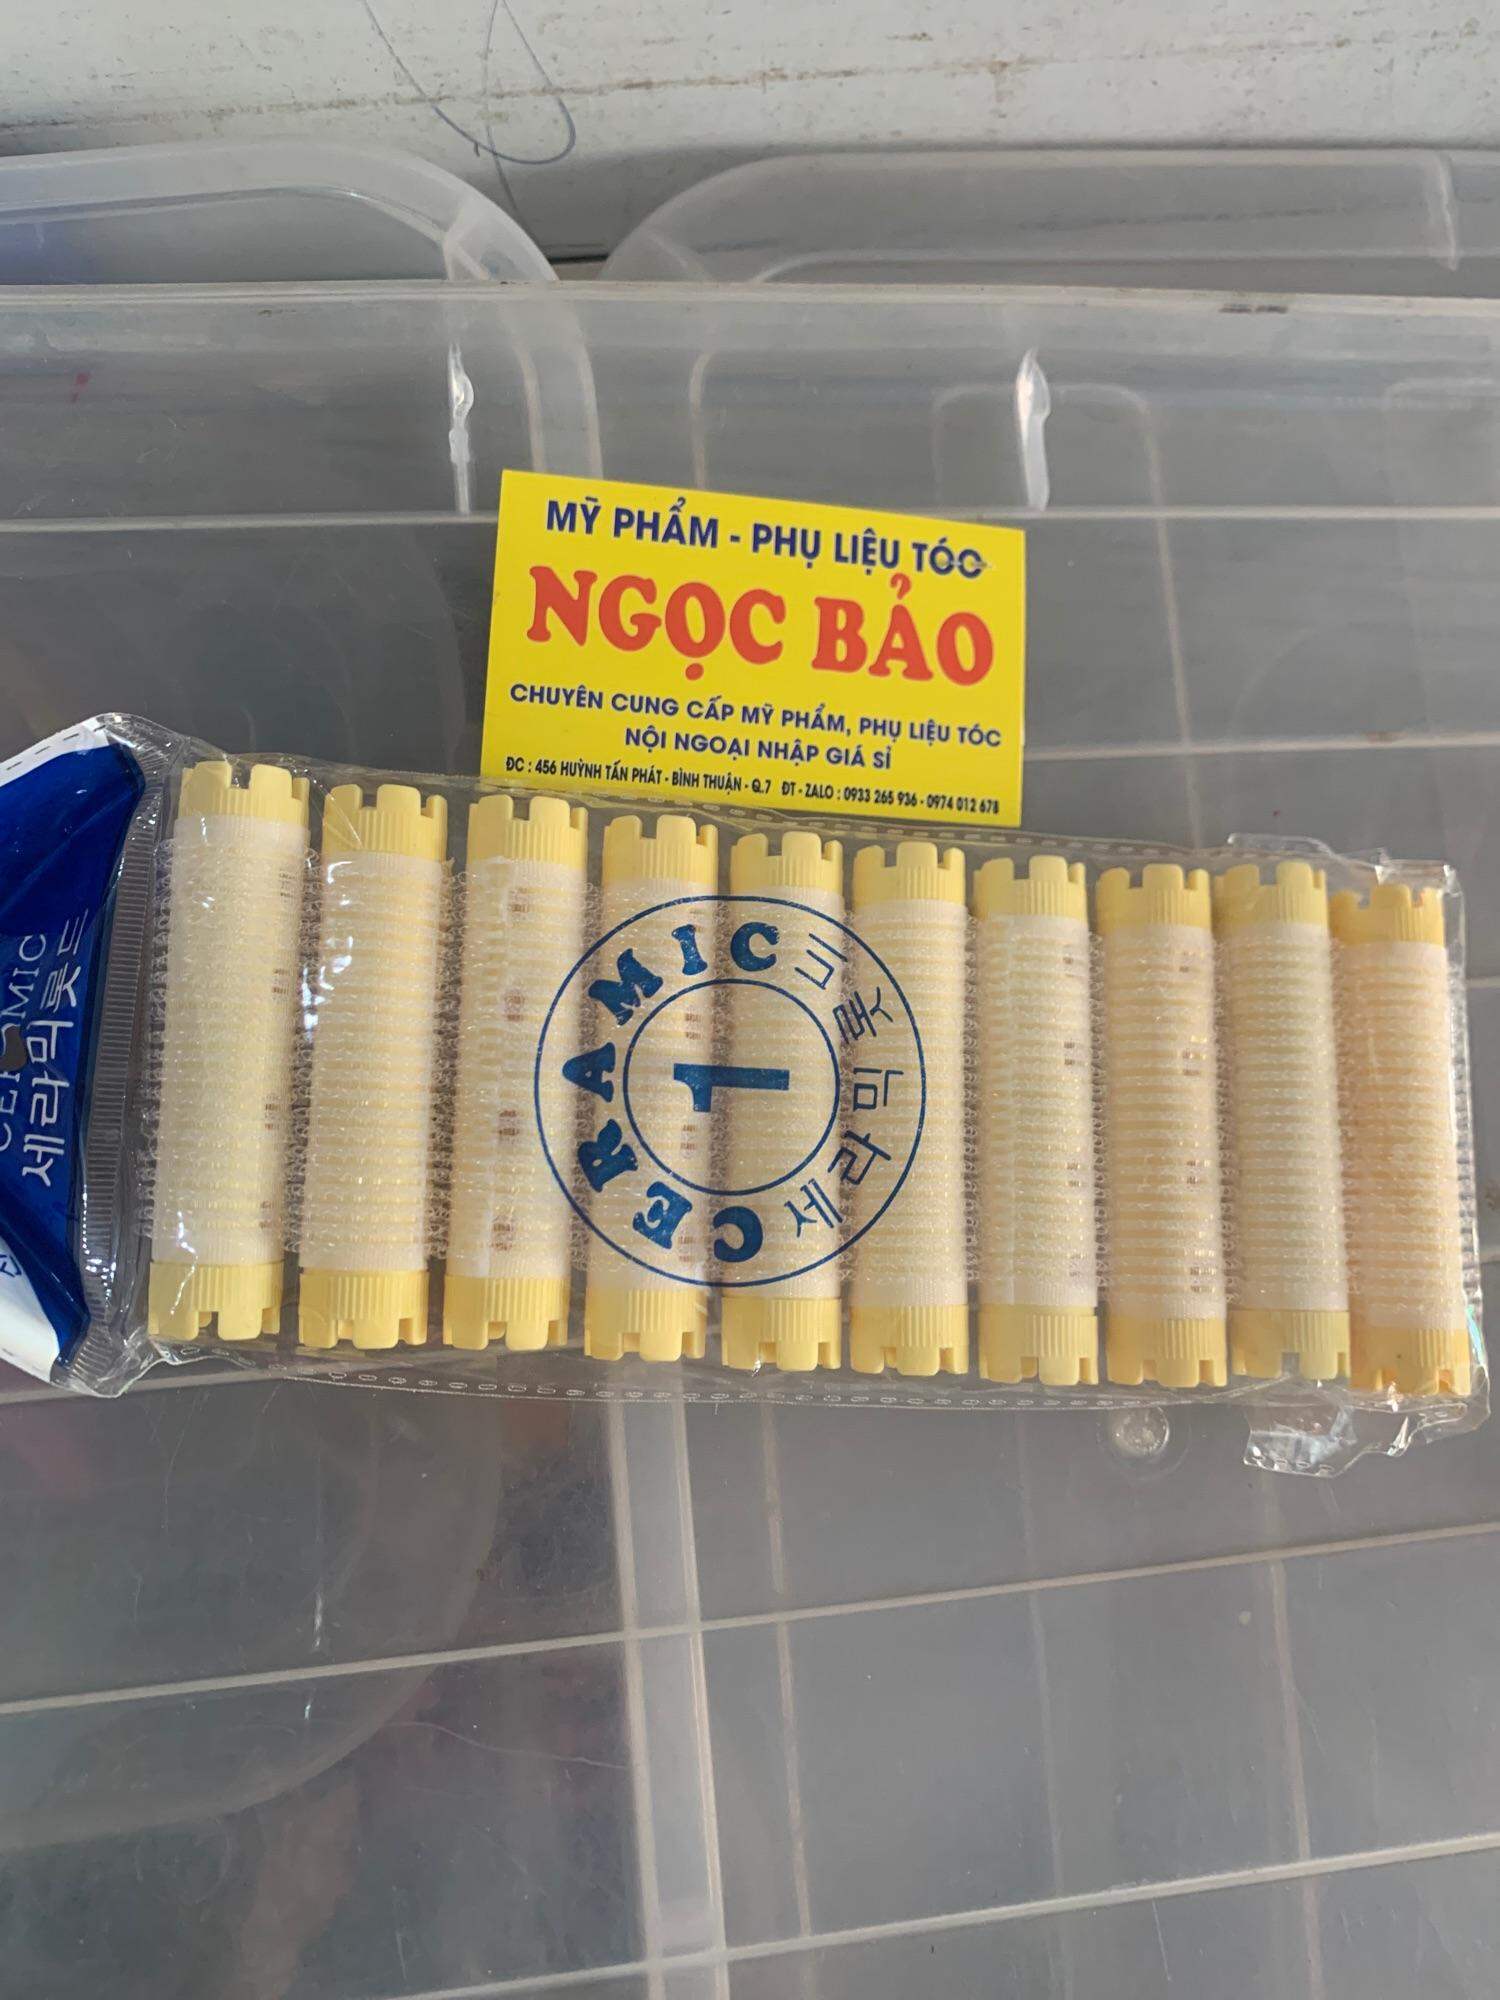 MỸ PHẨM - PHỤ LIỆU TÓC
NGỌC BẢO
CHUYÊN CUNG CẤP MỸ PHẨM, PHỤ LIỆU TÓC
NỘI NGOẠI NHẬP GIÁ SỈ
ĐC : 456 HUỲNH TẤN PHÁT - BÌNH THUẬN - Q.7 ĐT - ZALO : 0933 265 936 - 0974 012 678
CERAMIC
세라믹롯드
1
세라믹롯드